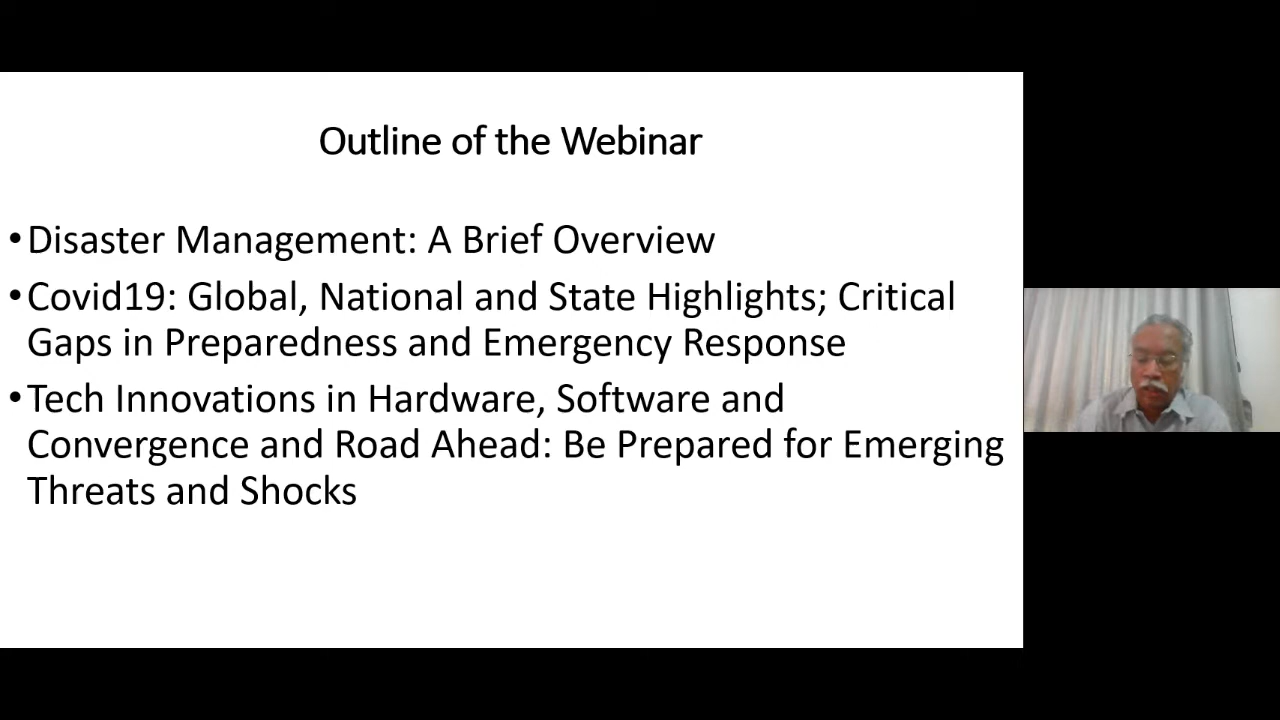 Outline of the Webinar
•Disaster Management: A Brief Overview
•Covid19: Global, National and State Highlights; Critical
Gaps in Preparedness and Emergency Response
•Tech Innovations in Hardware, Software and
Convergence and Road Ahead: Be Prepared for Emerging
Threats and Shocks